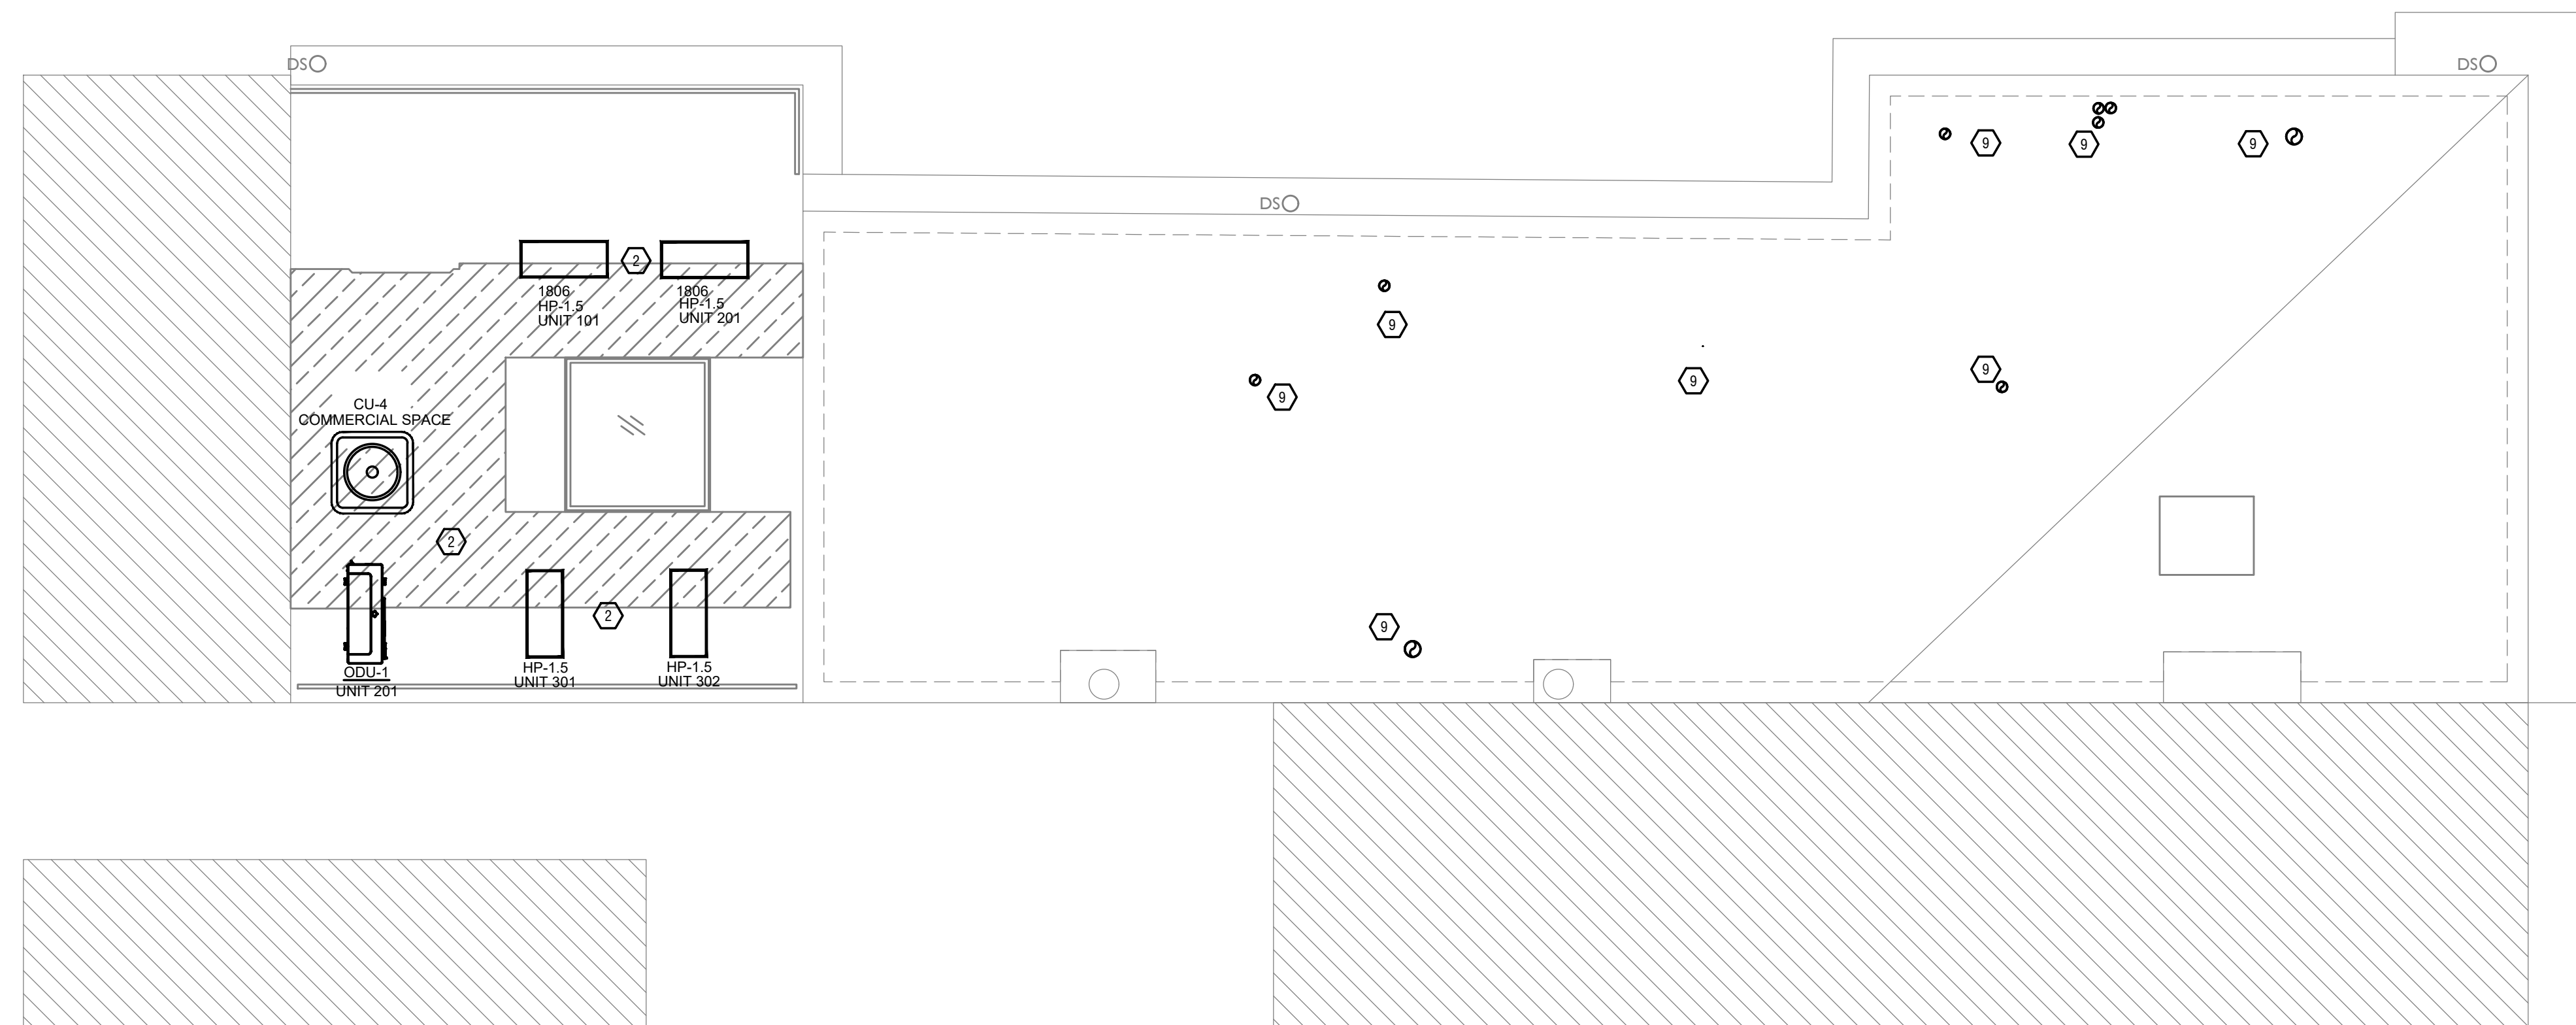 DS
DS
9
9
9
DS
2
1806
HP-1.5
UNIT 101
1806
HP-1.5
UNIT 201
9
9
9
9
CU-4
COMMERCIAL SPACE
2
2
9
ODU-1
UNIT 201
HP-1.5
UNIT 301
HP-1.5
UNIT 302